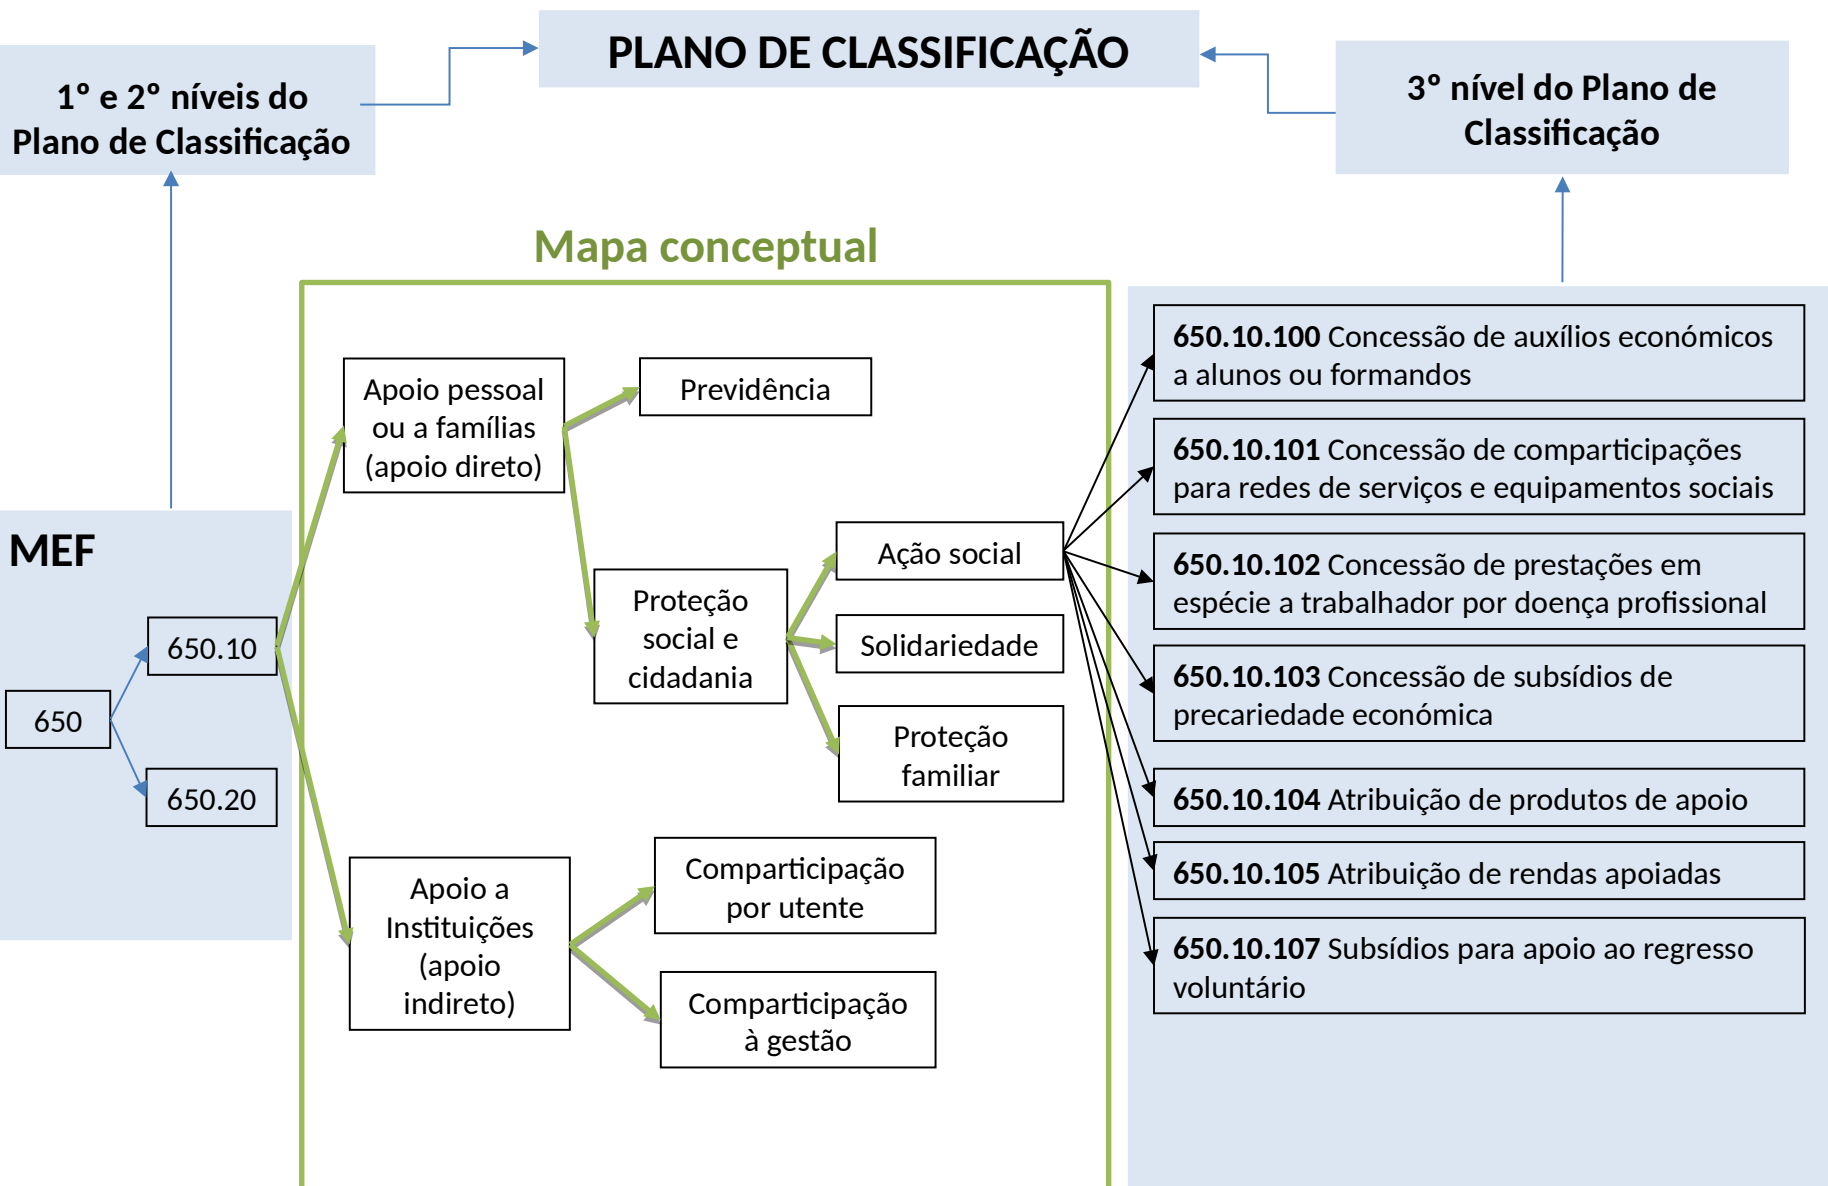 PLANO DE CLASSIFICAÇÃO
1º e 2º níveis do
Plano de Classificação
3º nível do Plano de
Classificação
Mapa conceptual
MEF
650
650.10
650.20
Apoio pessoal
ou a famílias
(apoio direto)
Previdência
Proteção
social e
cidadania
Ação social
Solidariedade
Proteção
familiar
Apoio a
Instituições
(apoio
indireto)
Comparticipação
por utente
Comparticipação
à gestão
650.10.100 Concessão de auxílios económicos
a alunos ou formandos
650.10.101 Concessão de comparticipações
para redes de serviços e equipamentos sociais
650.10.102 Concessão de prestações em
espécie a trabalhador por doença profissional
650.10.103 Concessão de subsídios de
precariedade económica
650.10.104 Atribuição de produtos de apoio
650.10.105 Atribuição de rendas apoiadas
650.10.107 Subsídios para apoio ao regresso
voluntário